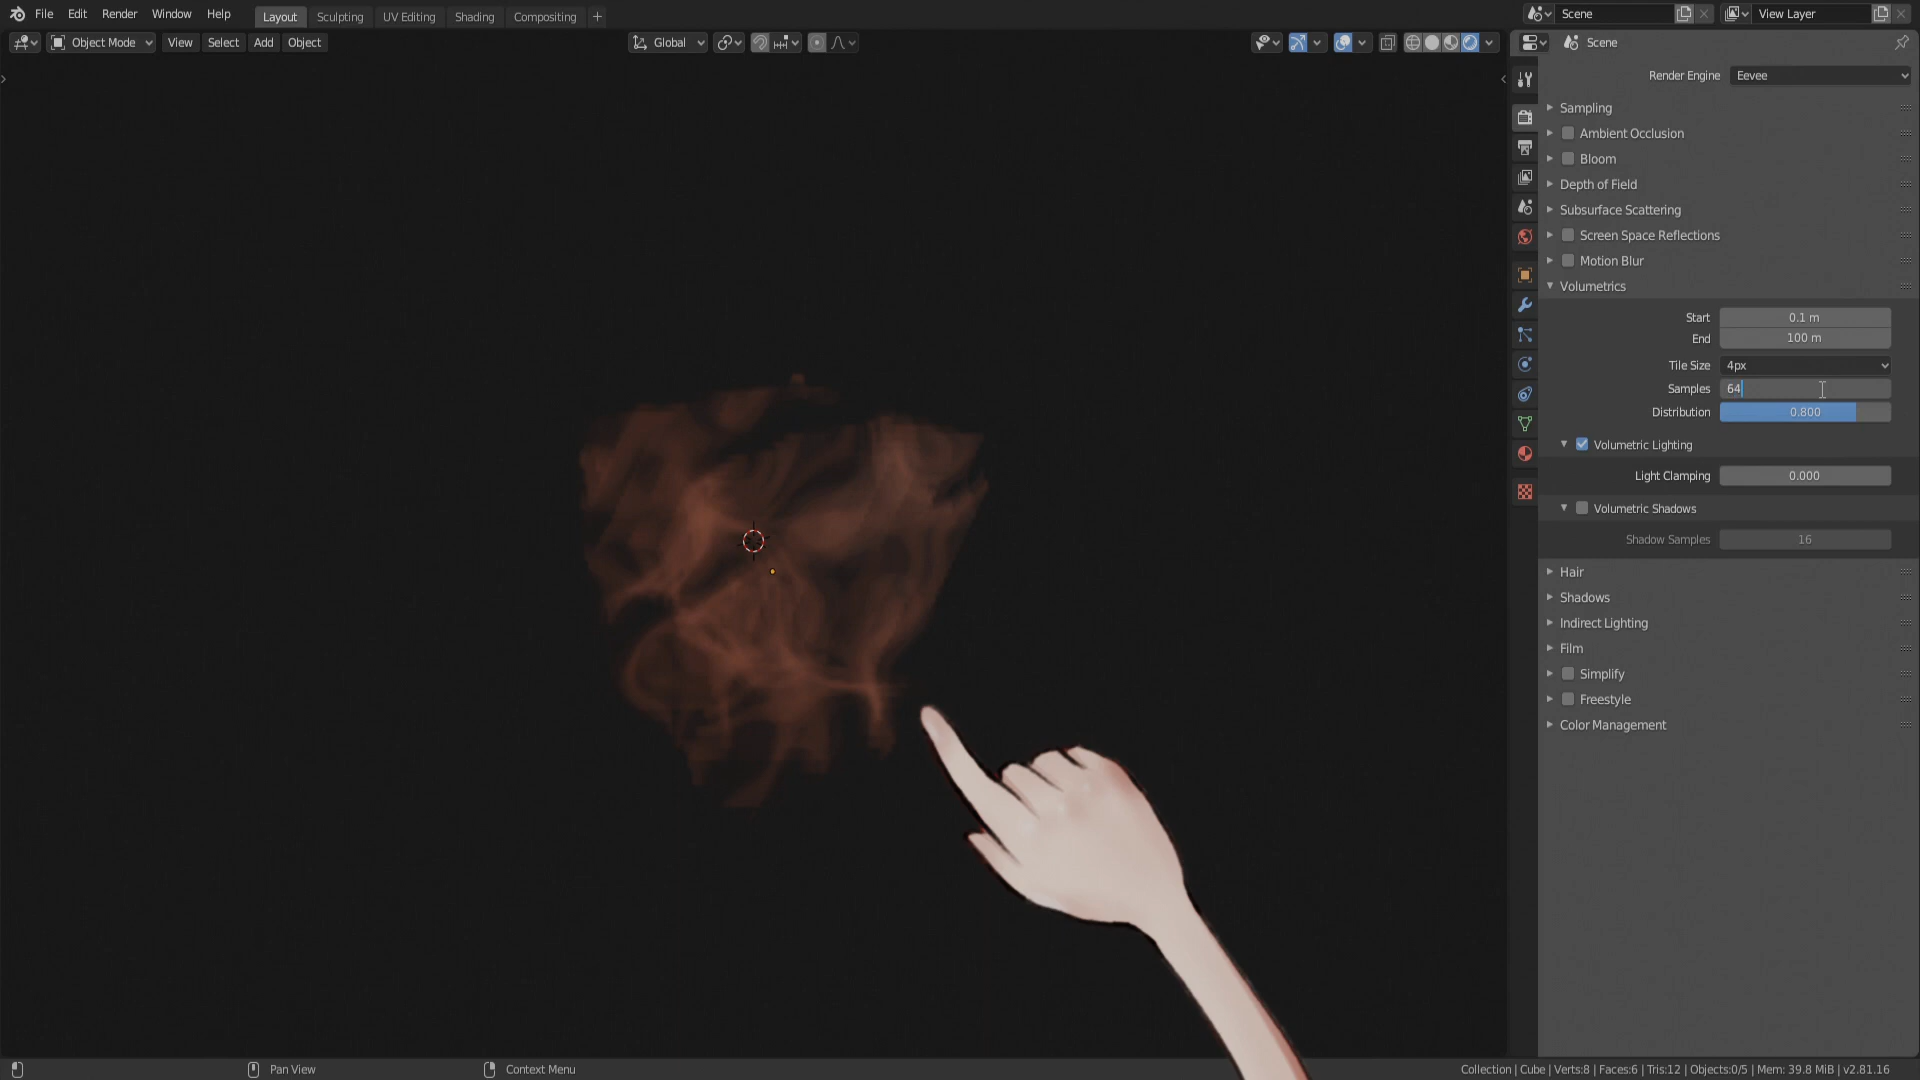 File Edit Render Window Help Layout Sculpting UV Editing Shading Compositing + Scene View Layer
Object Mode View Select Add Object Global Scene
Render Engine Eevee
Sampling
Ambient Occlusion
Bloom
Depth of Field
Subsurface Scattering
Screen Space Reflections
Motion Blur
Volumetrics
Start 0.1 m
End 100 m
Tile Size 4px
Samples 64
Distribution 0.800
Volumetric Lighting
Light Clamping 0.000
Volumetric Shadows
Shadow Samples 16
Hair
Shadows
Indirect Lighting
Film
Simplify
Freestyle
Color Management
Pan View Context Menu Collection | Cube | Verts:8 | Faces:6 | Tris:12 | Objects:0/5 | Mem: 39.8 MiB | v2.81.16